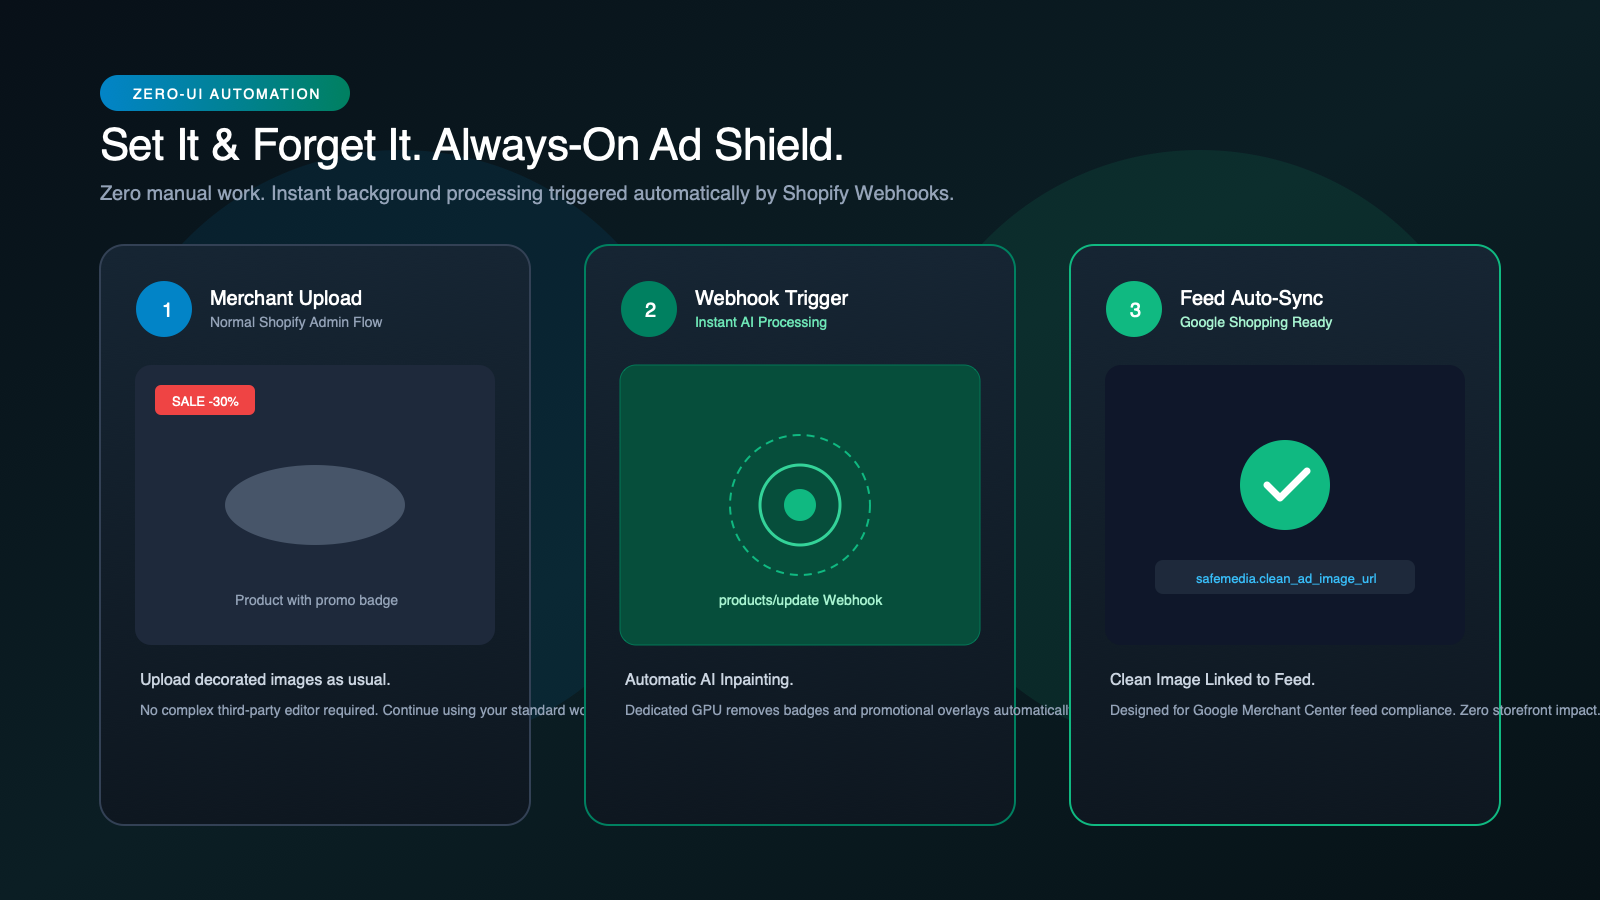 ZERO-UI AUTOMATION
Set It & Forget It. Always-On Ad Shield.
Zero manual work. Instant background processing triggered automatically by Shopify Webhooks.
1
Merchant Upload
Normal Shopify Admin Flow
SALE -30%
Product with promo badge
Upload decorated images as usual.
No complex third-party editor required. Continue using your standard
2
Webhook Trigger
Instant AI Processing
products/update Webhook
Automatic AI Inpainting.
Dedicated GPU removes badges and promotional overlays
3
Feed Auto-Sync
Google Shopping Ready
safemedia.clean_ad_image_url
Clean Image Linked to Feed.
Designed for Google Merchant Center feed compliance. Zero storefront impact.